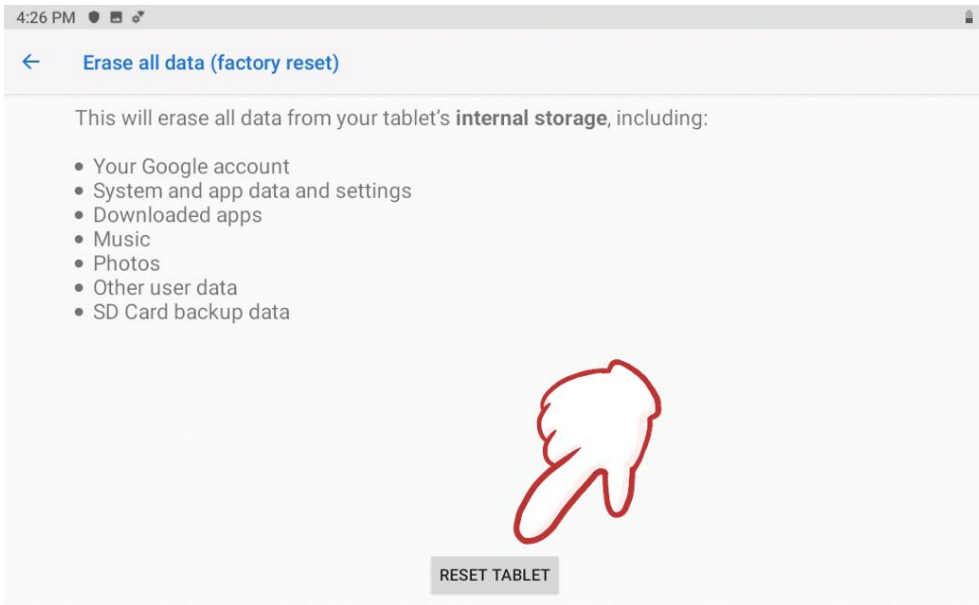 4:26 PM
Erase all data (factory reset)
This will erase all data from your tablet's internal storage, including:
• Your Google account
• System and app data and settings
• Downloaded apps
• Music
• Photos
• Other user data
• SD Card backup data
RESET TABLET